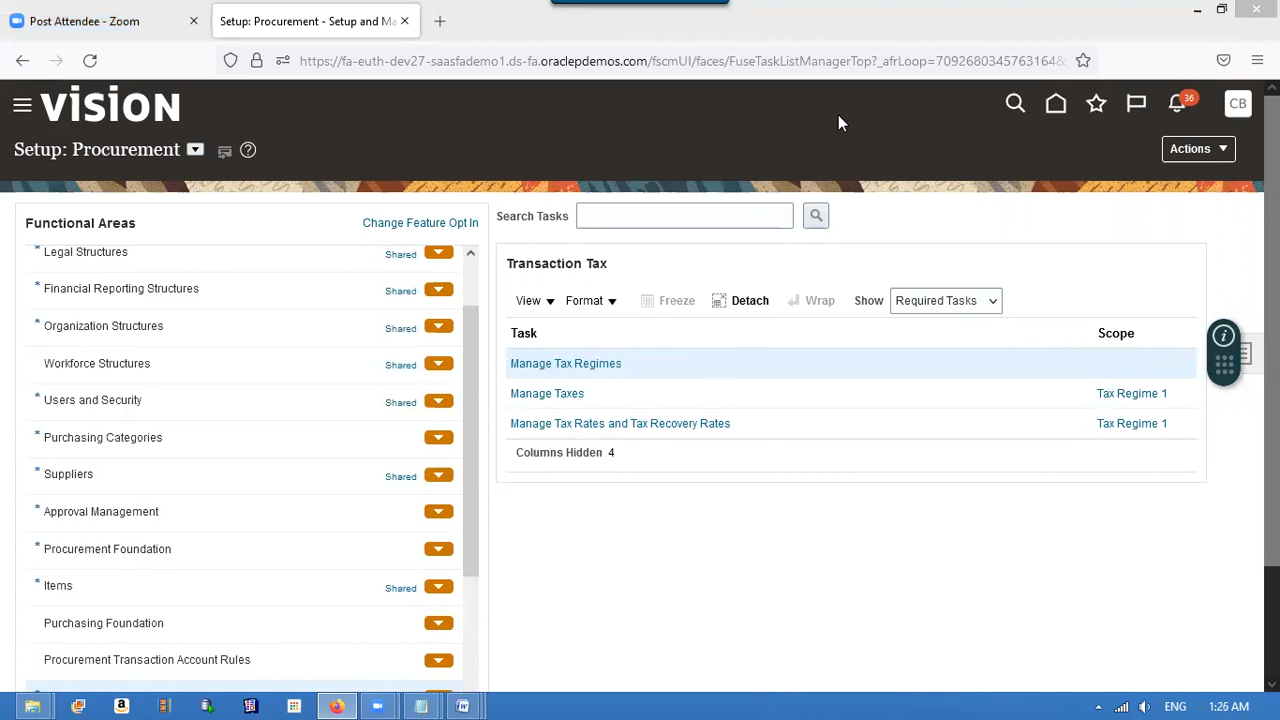 Post Attendee - Zoom
Setup: Procurement - Setup and Ma
https://fa-euth-dev27-saasfademo1.ds-fa.oraclepdemos.com/fscmUI/faces/FuseTaskListManagerTop?_afrLoop=7092680345763164&
VISION
36
CB
Setup: Procurement
Actions
Functional Areas
Change Feature Opt In
Search Tasks
* Legal Structures Shared
* Financial Reporting Structures Shared
* Organization Structures Shared
Workforce Structures Shared
* Users and Security Shared
* Purchasing Categories
* Suppliers Shared
* Approval Management
* Procurement Foundation
* Items Shared
Purchasing Foundation
Procurement Transaction Account Rules
Transaction Tax
View Format Freeze Detach Wrap Show Required Tasks
Task Scope
Manage Tax Regimes
Manage Taxes Tax Regime 1
Manage Tax Rates and Tax Recovery Rates Tax Regime 1
Columns Hidden 4
ENG 1:26 AM